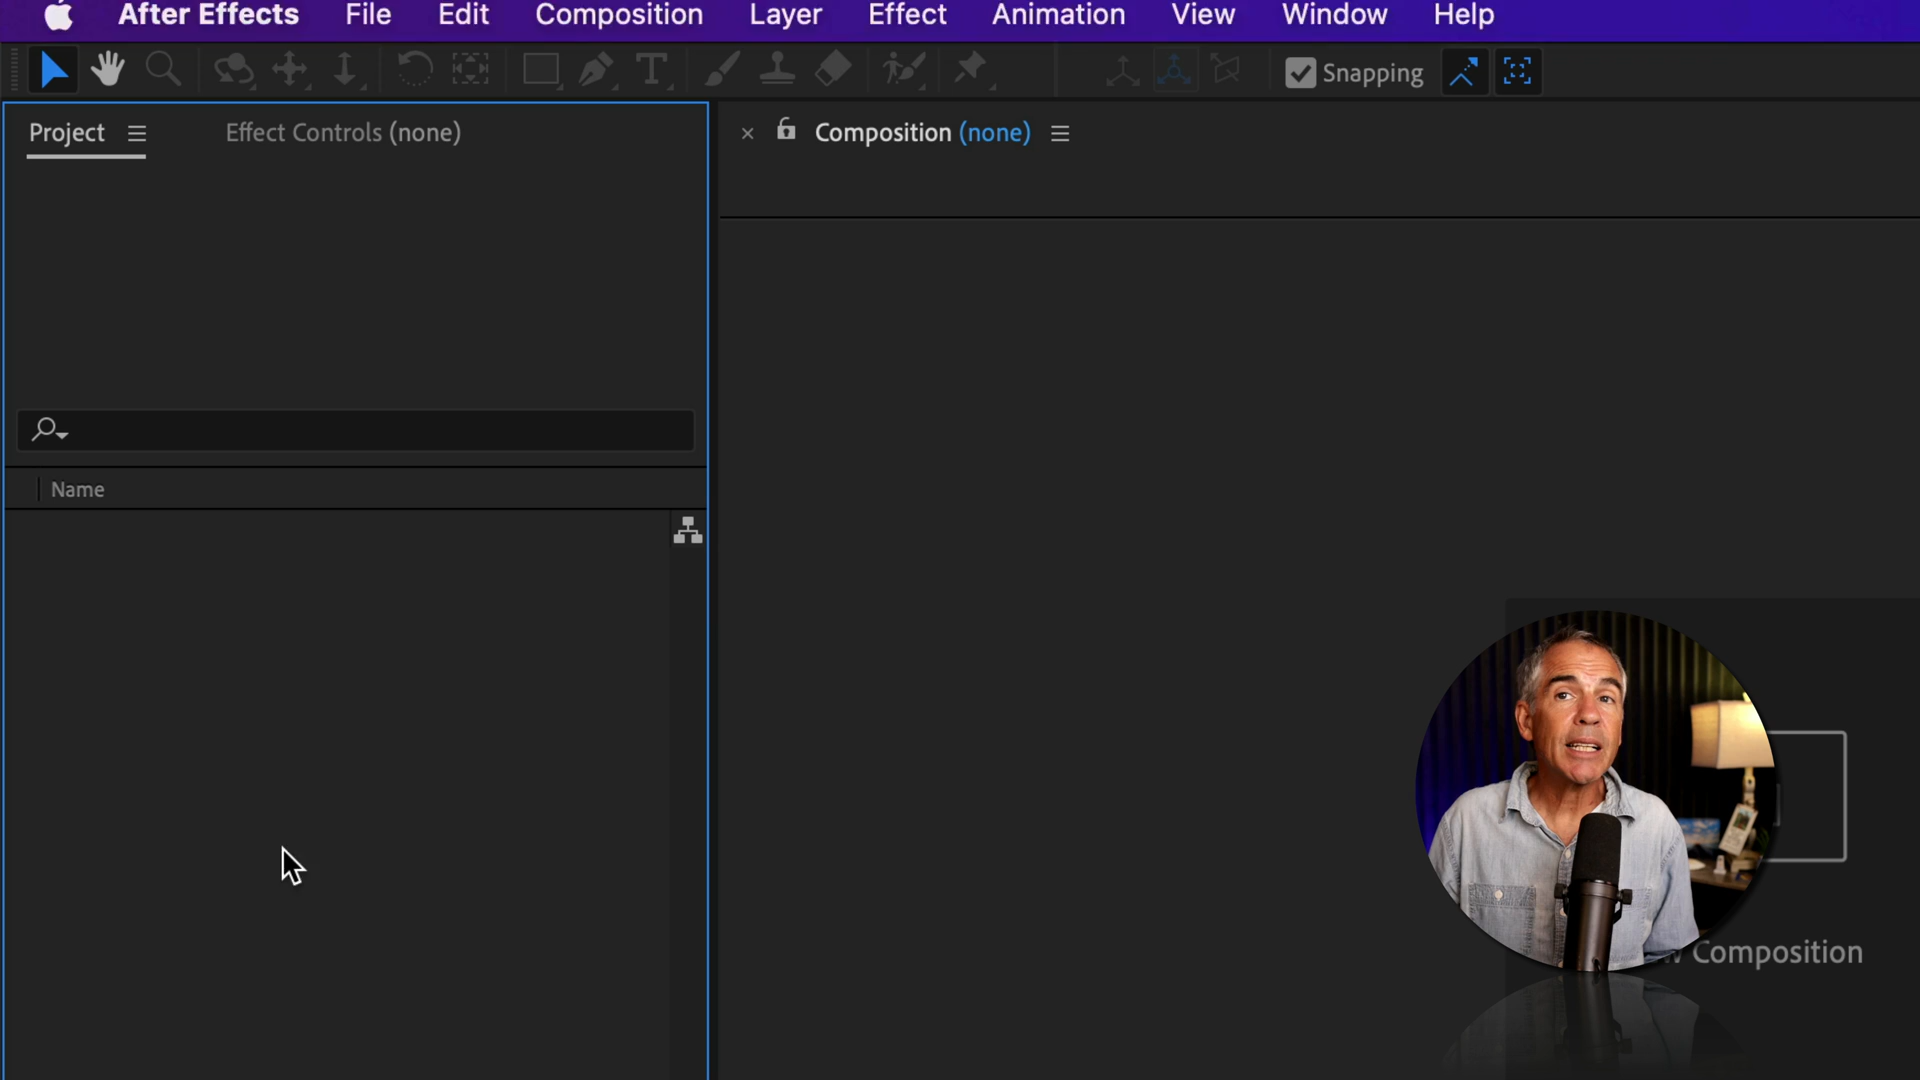 After Effects File Edit Composition Layer Effect Animation View Window Help
Snapping
Project Effect Controls (none) Composition (none)
Name
Composition